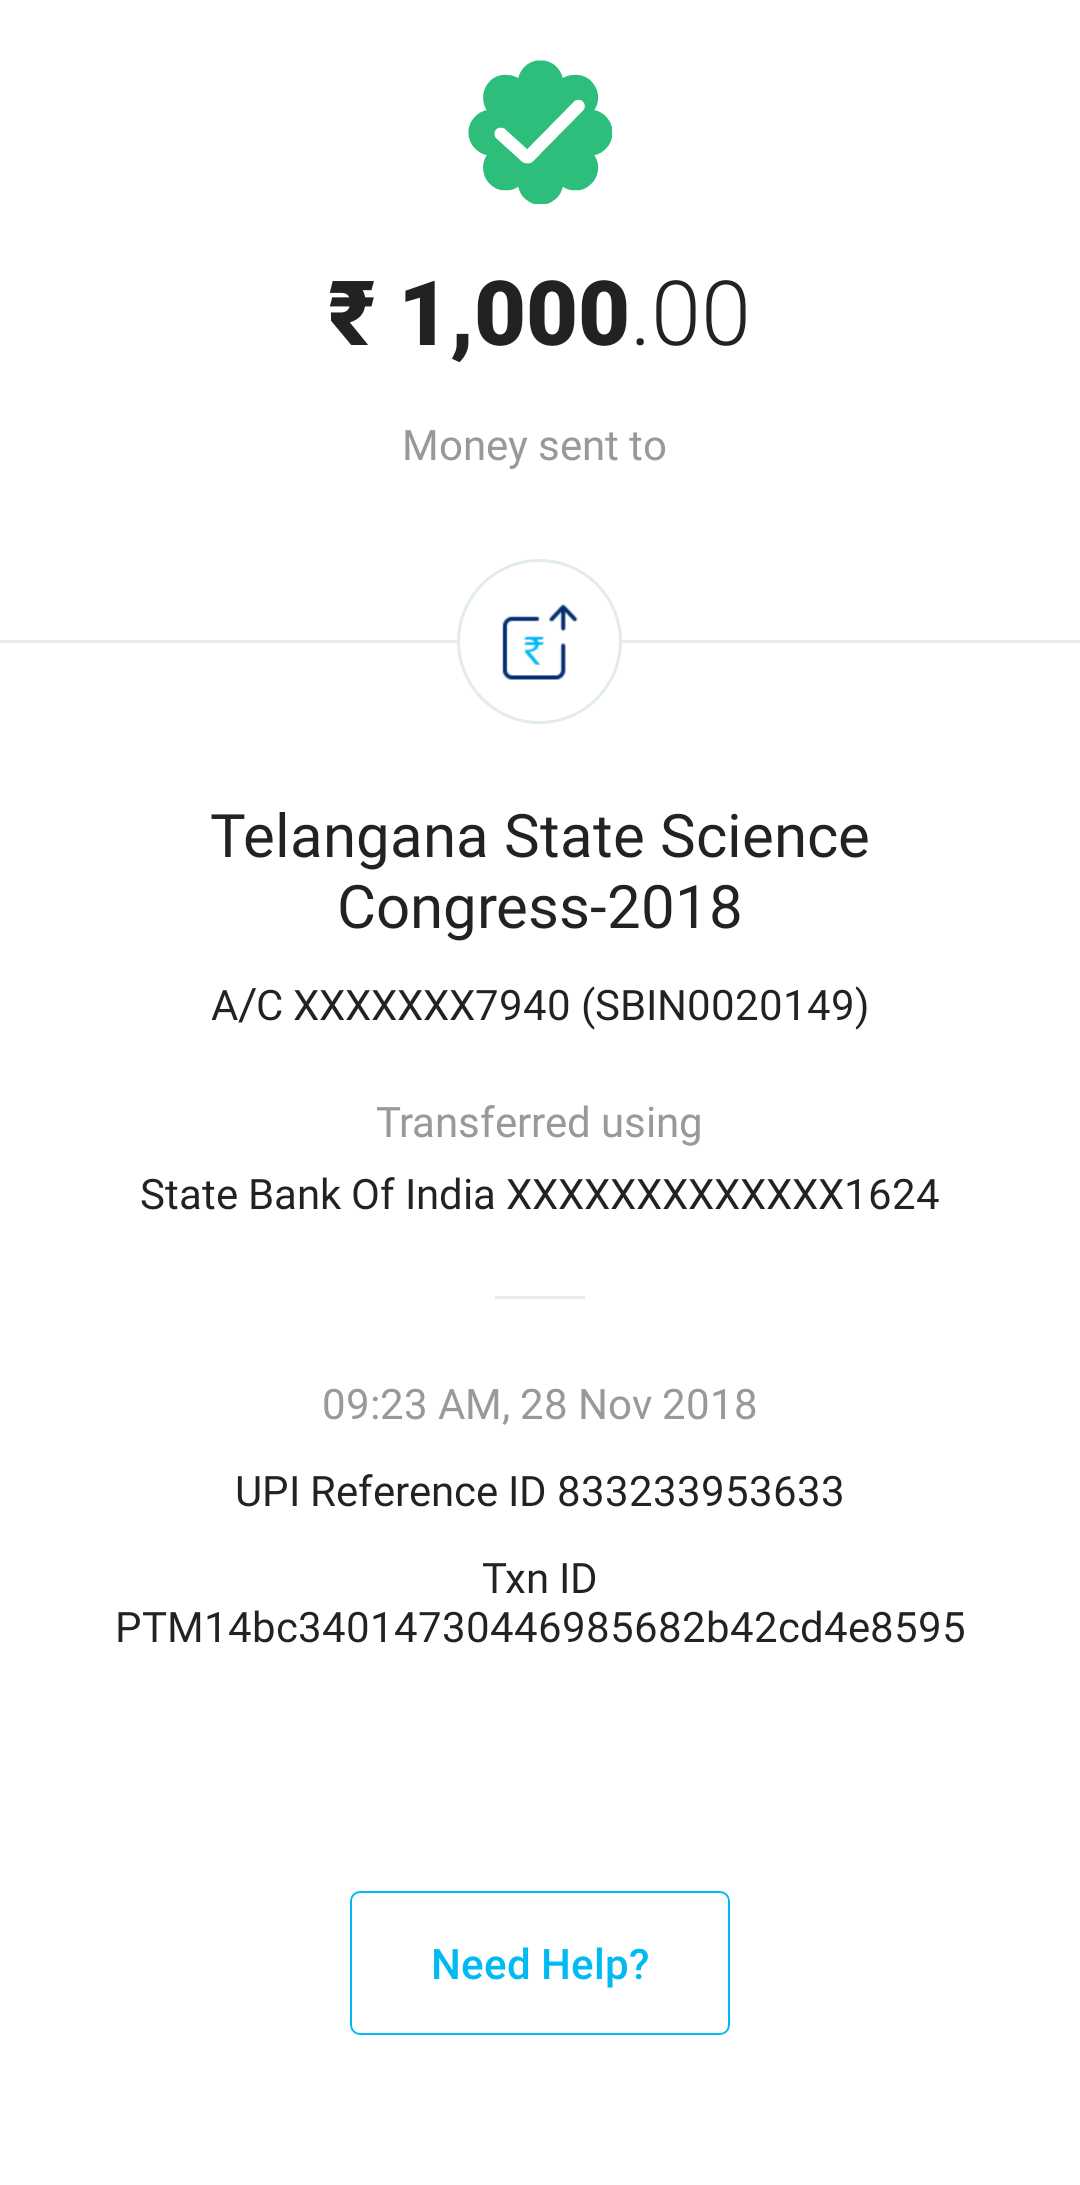 ₹ 1,000.00
Money sent to
₹
Telangana State Science
Congress-2018
A/C XXXXXXX7940 (SBIN0020149)
Transferred using
State Bank Of India XXXXXXXXXXXXX1624
09:23 AM, 28 Nov 2018
UPI Reference ID 833233953633
Txn ID
PTM14bc34014730446985682b42cd4e8595
Need Help?